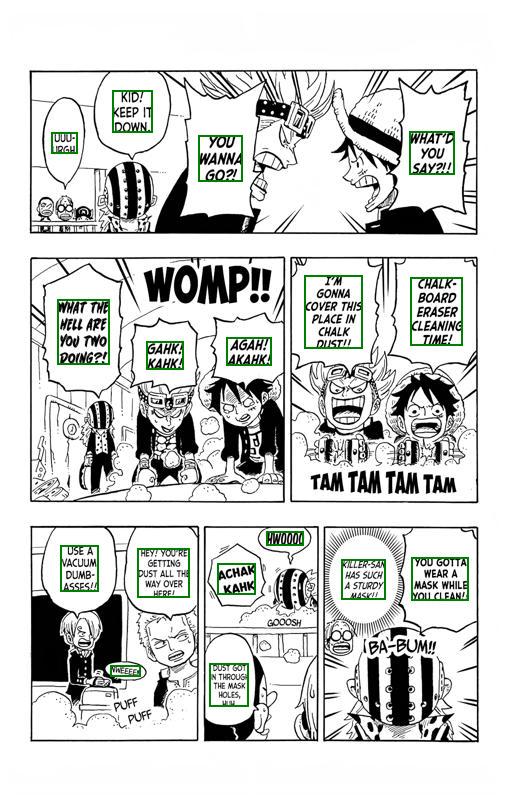 WHAT'D
YOU
SAY?!!
YOU
WANNA
GO?!
KID!
KEEP IT
DOWN.
UUU-
URGH.
CHALK-
BOARD
ERASER
CLEANING
TIME!
I'M
GONNA
COVER THIS
PLACE IN
CHALK
DUST!!
TAM TAM TAM TAM
WOMP!!
AGAH!
AKAHK!
GAHK!
KAHK!
WHAT THE
HELL ARE
YOU TWO
DOING?!
YOU GOTTA
WEAR A
MASK WHILE
YOU CLEAN!
KILLER-SAN
HAS SUCH
A STURDY
MASK!!
BA-BUM!!
HWOOOO
ACHAK
KAHK
GOOOSH
DUST GOT
IN THROUGH
THE MASK
HOLES,
HUH.
HEY! YOU'RE
GETTING
DUST ALL THE
WAY OVER
HERE!
USE A
VACUUM
DUMB-
ASSES!!
VWEEEE
PUFF
PUFF